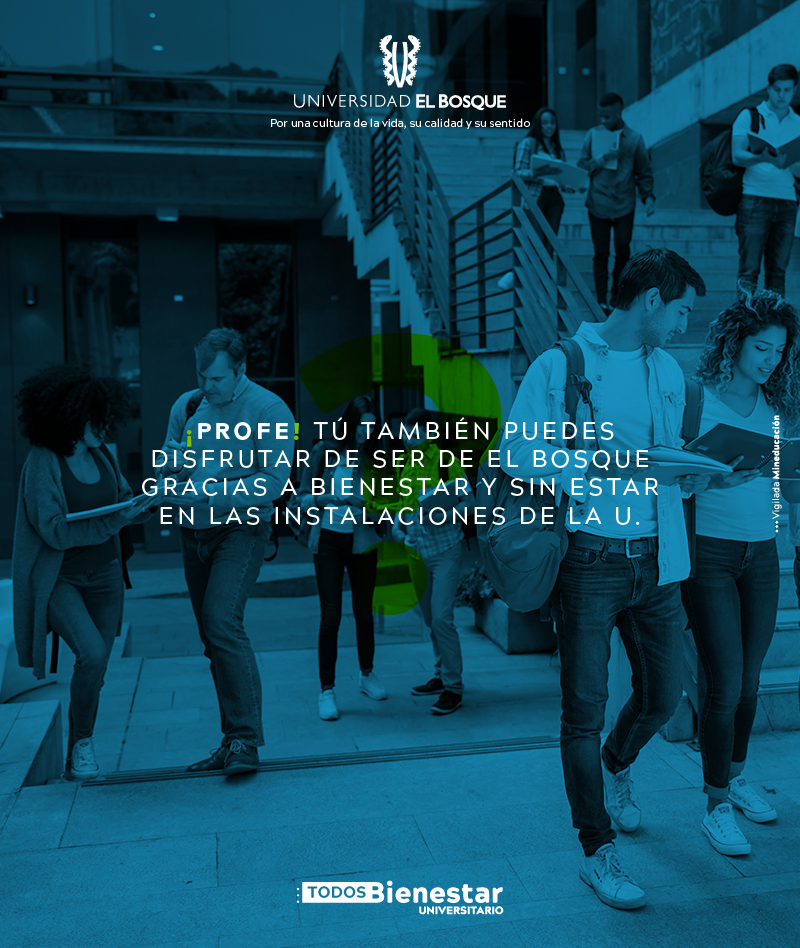 UNIVERSIDAD EL BOSQUE
Por una cultura de la vida, su calidad y su sentido
¡PROFE! TÚ TAMBIÉN PUEDES
DISFRUTAR DE SER DE EL BOSQUE
GRACIAS A BIENESTAR Y SIN ESTAR
EN LAS INSTALACIONES DE LA U.
Vigilada Mineducación
?
TODOS Bienestar
UNIVERSITARIO